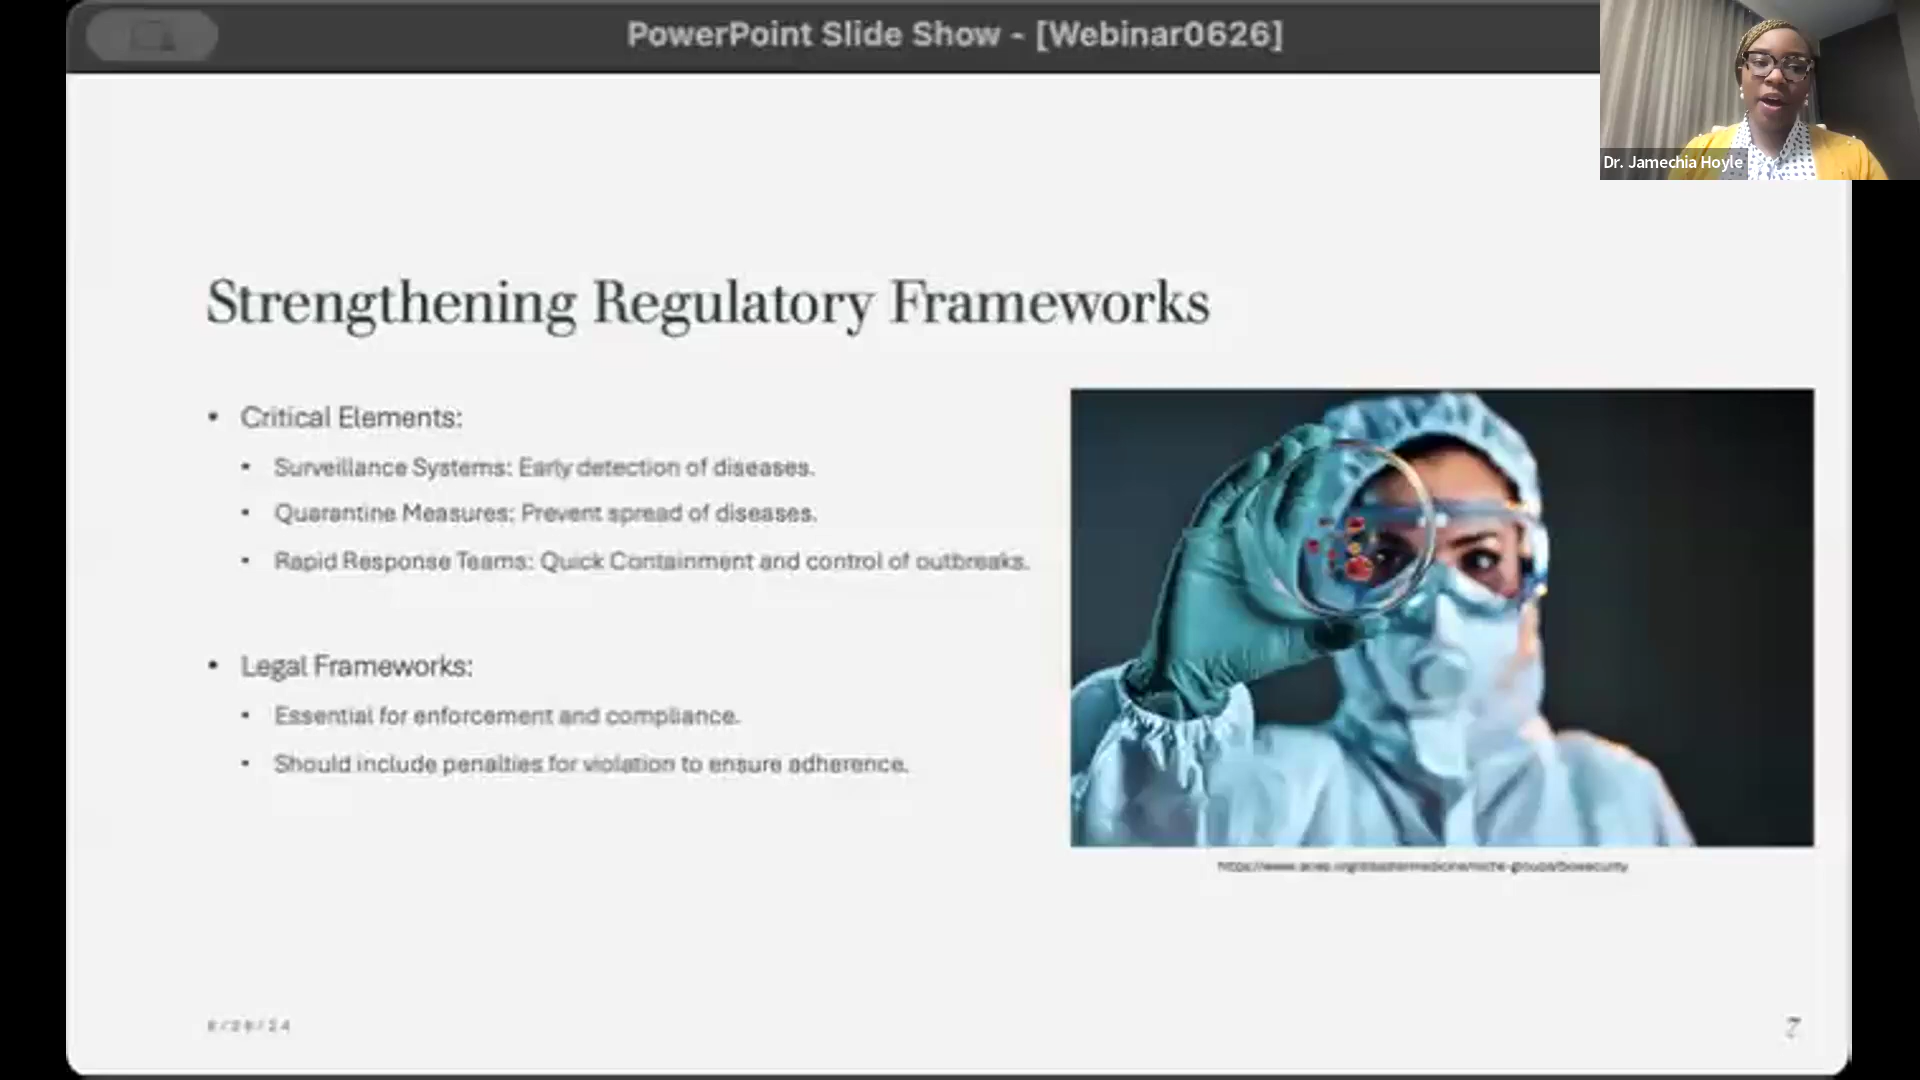 PowerPoint Slide Show - [Webinar0626]
Dr. Jamechia Hoyle
Strengthening Regulatory Frameworks
• Critical Elements:
• Surveillance Systems: Early detection of diseases.
• Quarantine Measures: Prevent spread of diseases.
• Rapid Response Teams: Quick Containment and control of outbreaks.
• Legal Frameworks:
• Essential for enforcement and compliance.
• Should include penalties for violation to ensure adherence.
7